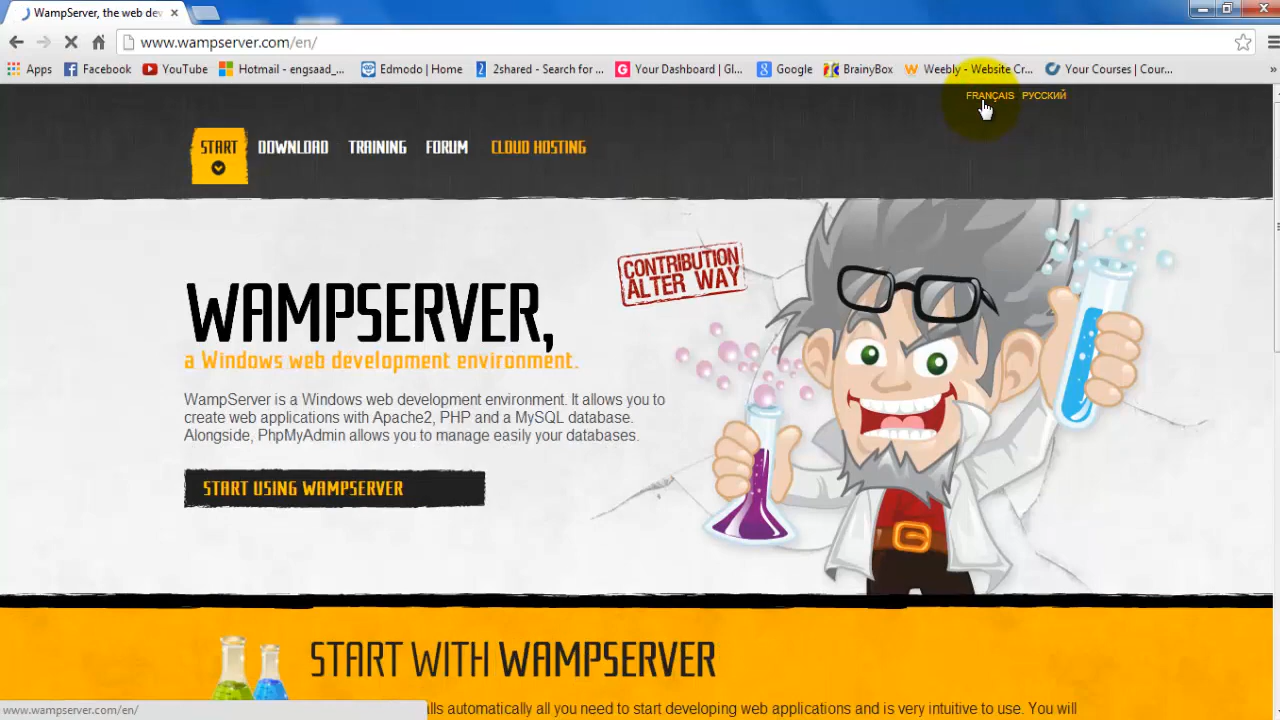 WampServer, the web dev
www.wampserver.com/en/
Apps Facebook YouTube Hotmail - engsaad_... Edmodo | Home 2shared - Search for ... Your Dashboard | Gl... Google BrainyBox Weebly - Website Cr... Your Courses | Cour... »
FRANÇAIS РУССКИЙ
START DOWNLOAD TRAINING FORUM CLOUD HOSTING
CONTRIBUTION
ALTER WAY
WAMPSERVER,
a Windows web development environment.
WampServer is a Windows web development environment. It allows you to
create web applications with Apache2, PHP and a MySQL database.
Alongside, PhpMyAdmin allows you to manage easily your databases.
START USING WAMPSERVER
START WITH WAMPSERVER
alls automatically all you need to start developing web applications and is very intuitive to use. You will
www.wampserver.com/en/